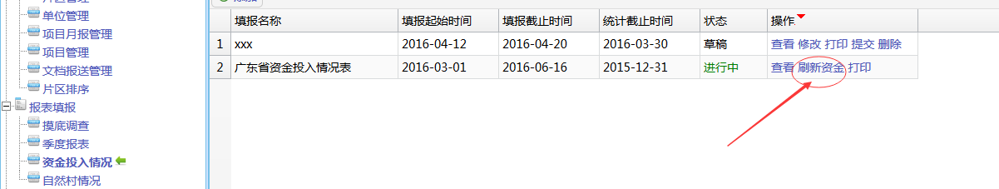 单位管理
项目月报管理
项目管理
文档报送管理
片区排序
报表填报
摸底调查
季度报表
资金投入情况
自然村情况
填报名称 填报起始时间 填报截止时间 统计截止时间 状态 操作
1 xxx 2016-04-12 2016-04-20 2016-03-30 草稿 查看 修改 打印 提交 删除
2 广东省资金投入情况表 2016-03-01 2016-06-16 2015-12-31 进行中 查看 刷新资金 打印